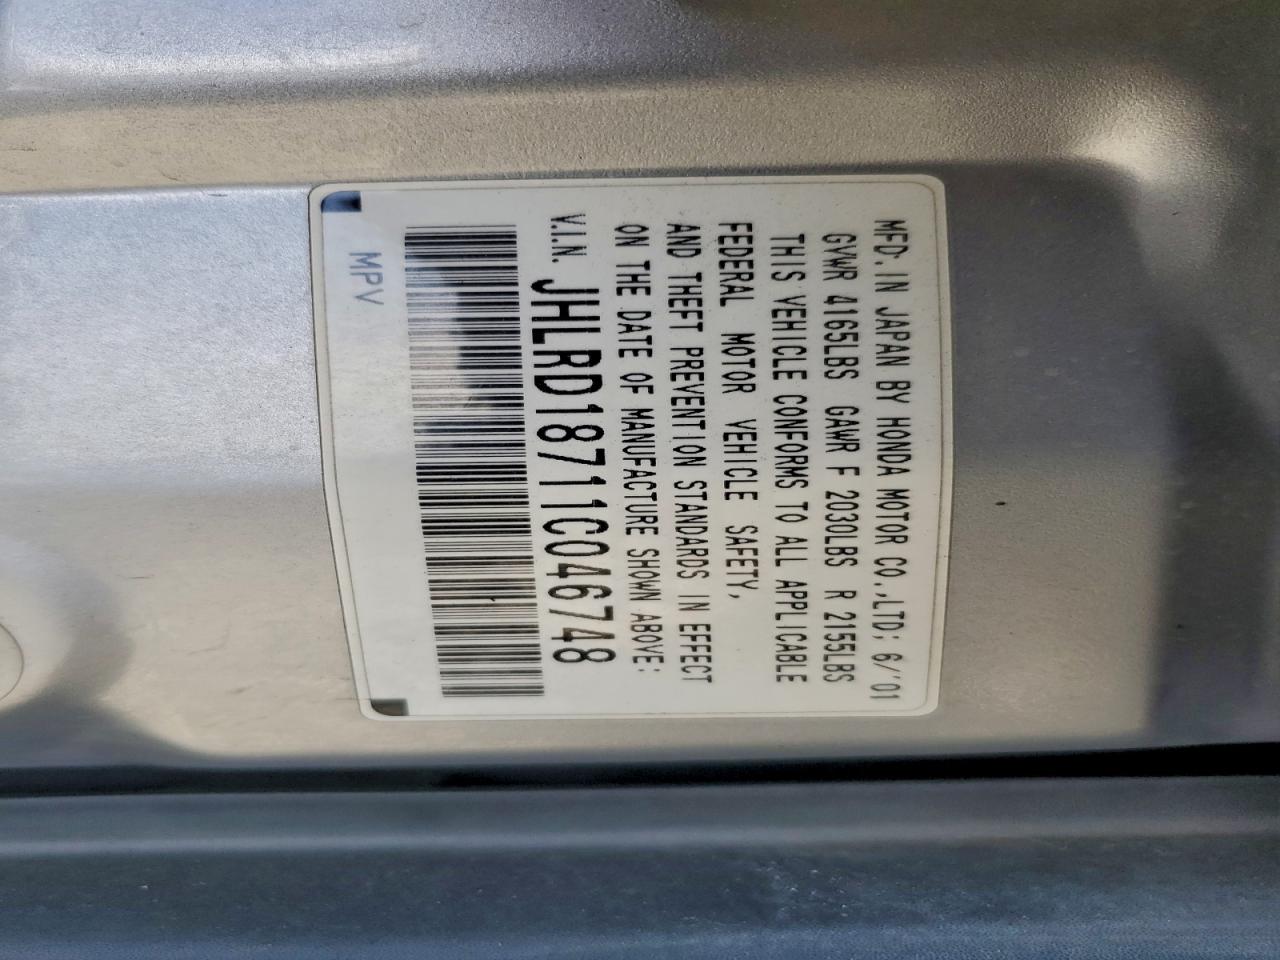 MFD. IN JAPAN BY HONDA MOTOR CO.,LTD; 6/'01
GVWR 4165LBS GAWR F 2030LBS R 2155LBS
THIS VEHICLE CONFORMS TO ALL APPLICABLE
FEDERAL MOTOR VEHICLE SAFETY,
AND THEFT PREVENTION STANDARDS IN EFFECT
ON THE DATE OF MANUFACTURE SHOWN ABOVE:
V.I.N. JHLRD18711C046748
MPV